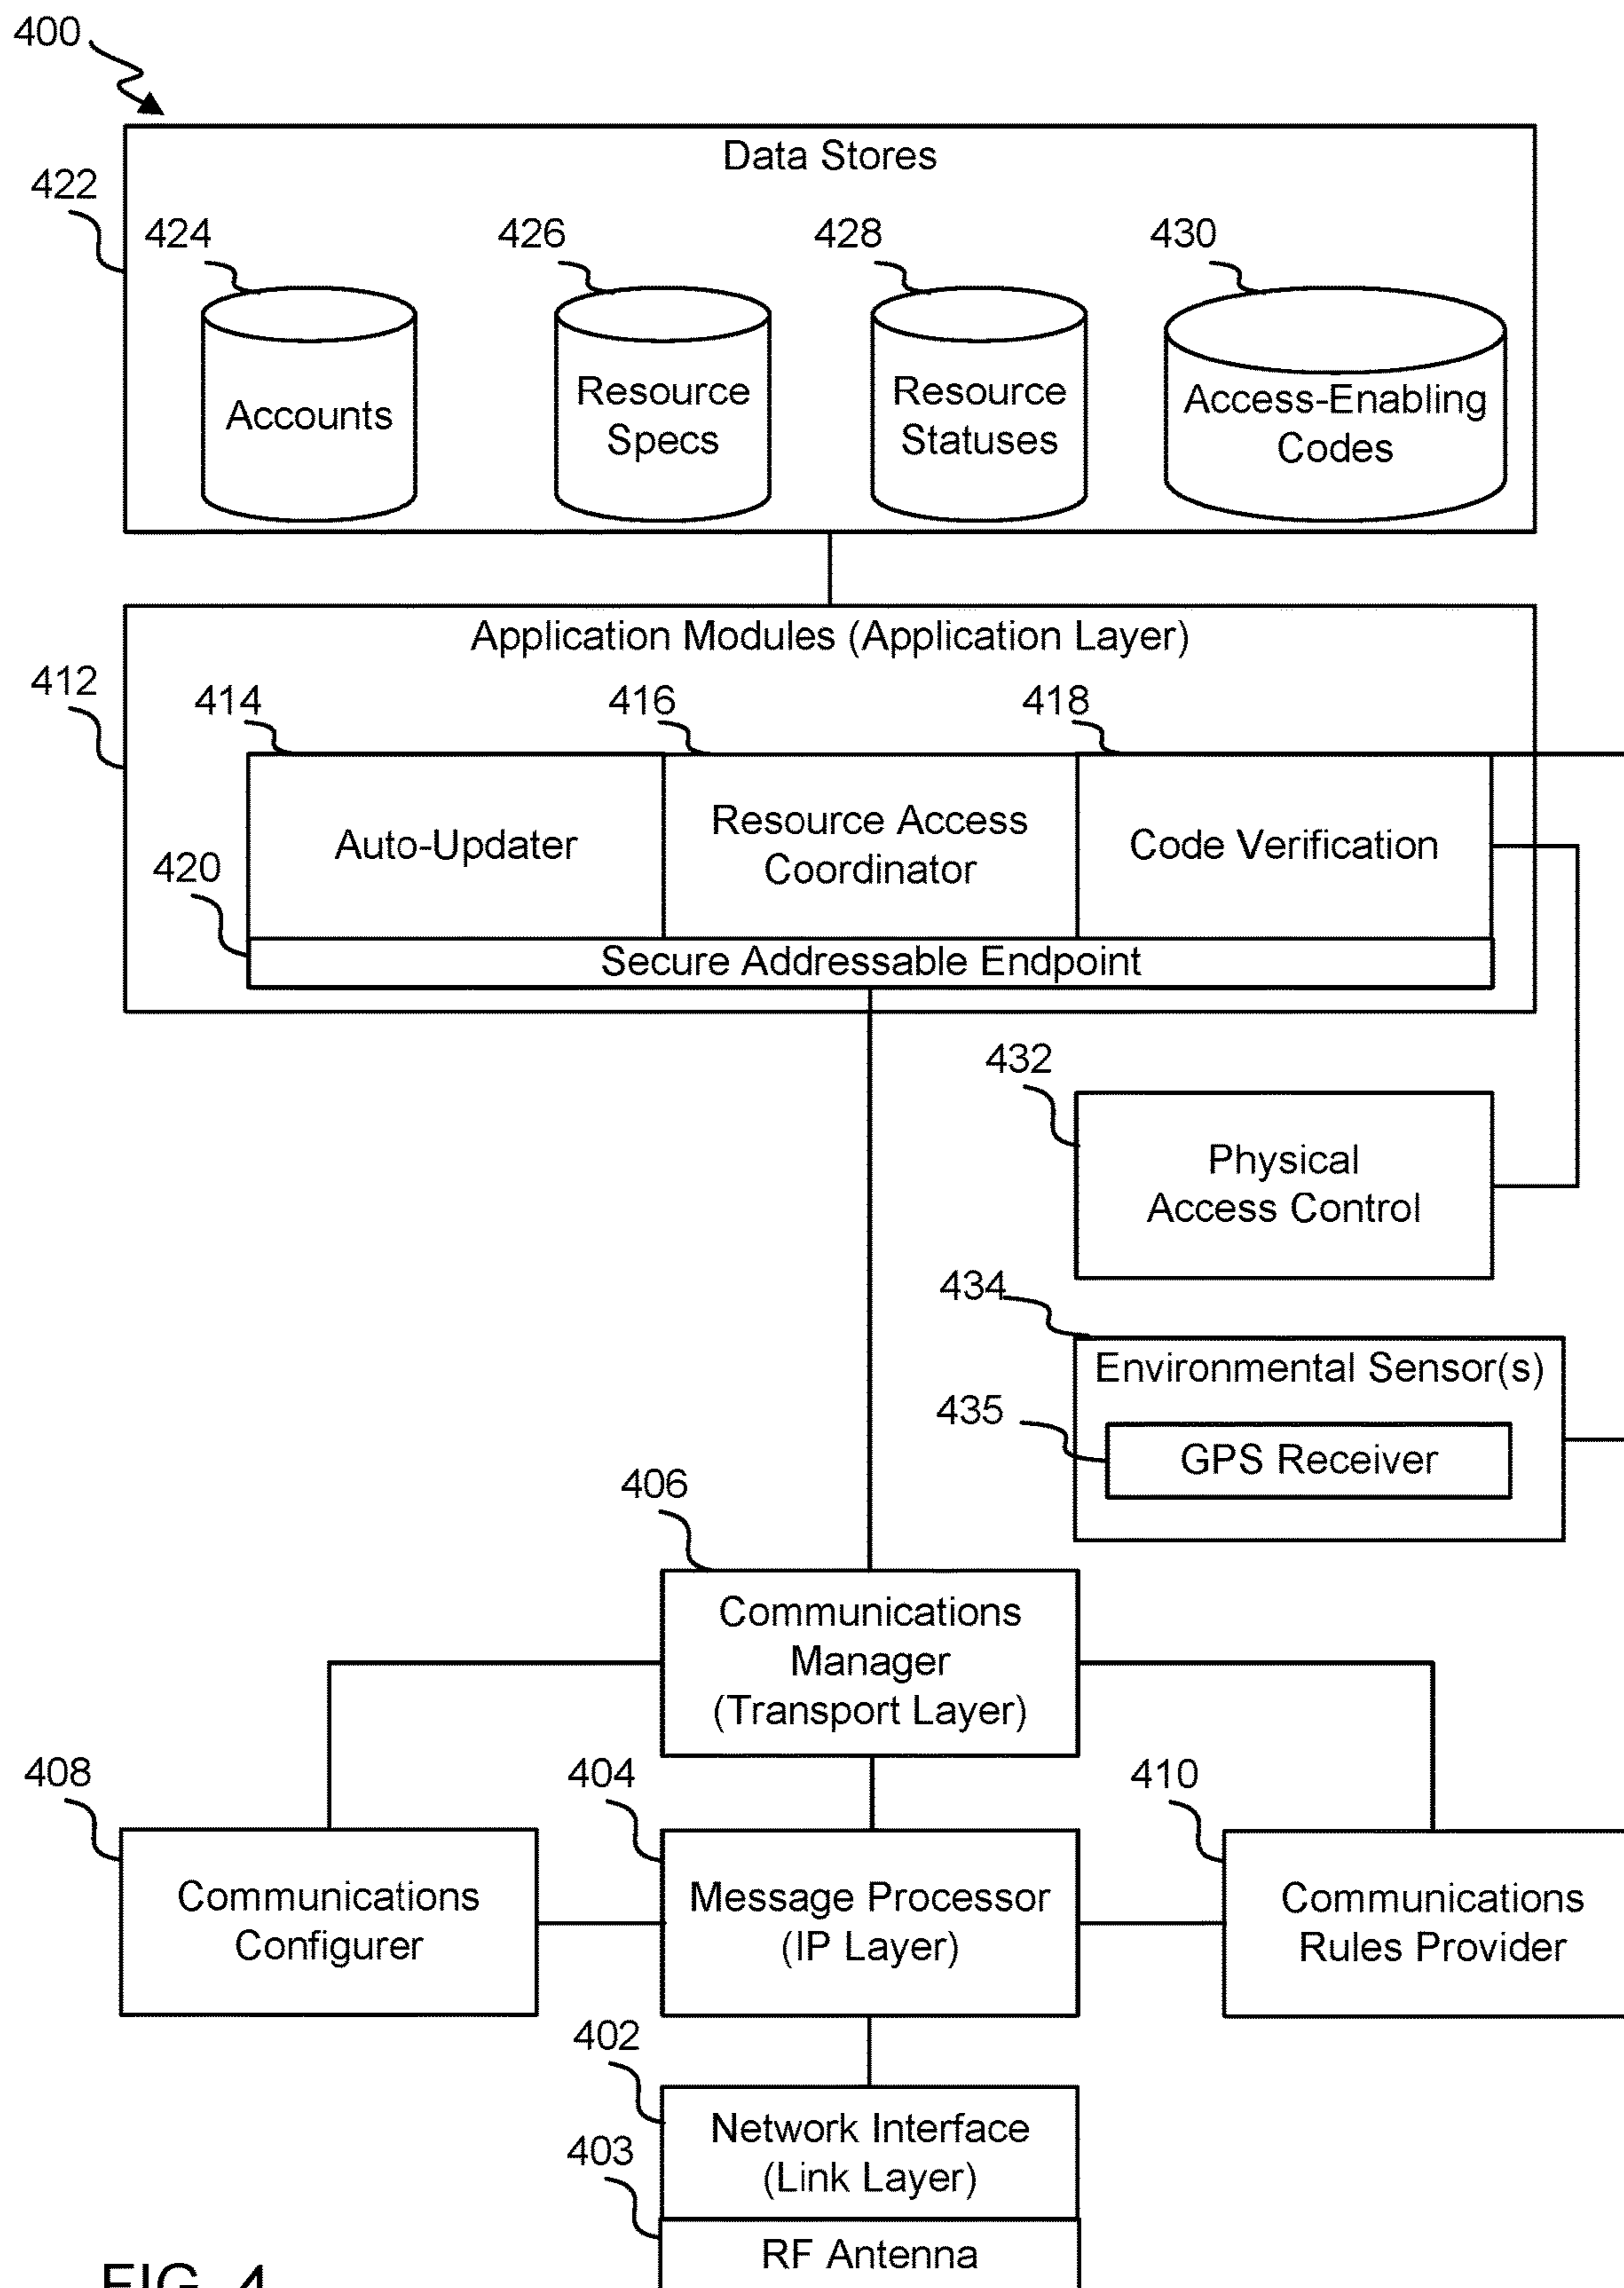 400
Data Stores
422
424
426
428
430
Accounts
Resource
Specs
Resource
Statuses
Access-Enabling
Codes
Application Modules (Application Layer)
412
414
416
418
Auto-Updater
Resource Access
Coordinator
Code Verification
420
Secure Addressable Endpoint
432
Physical
Access Control
434
Environmental Sensor(s)
435
GPS Receiver
406
Communications
Manager
(Transport Layer)
408
404
410
Communications
Configurer
Message Processor
(IP Layer)
Communications
Rules Provider
402
Network Interface
(Link Layer)
403
RF Antenna
FIG. 4